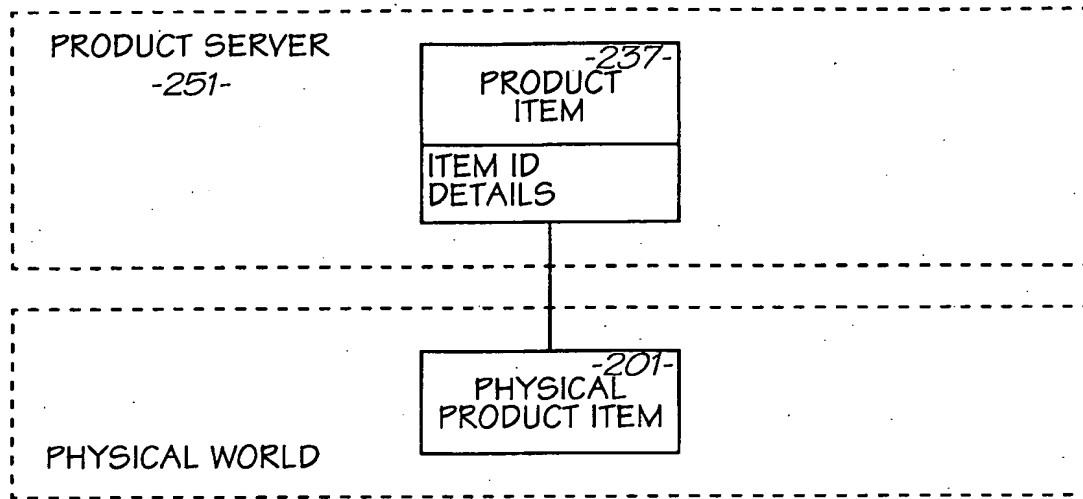 PRODUCT SERVER
-251-
-237-
PRODUCT
ITEM
ITEM ID
DETAILS
-201-
PHYSICAL
PRODUCT ITEM
PHYSICAL WORLD